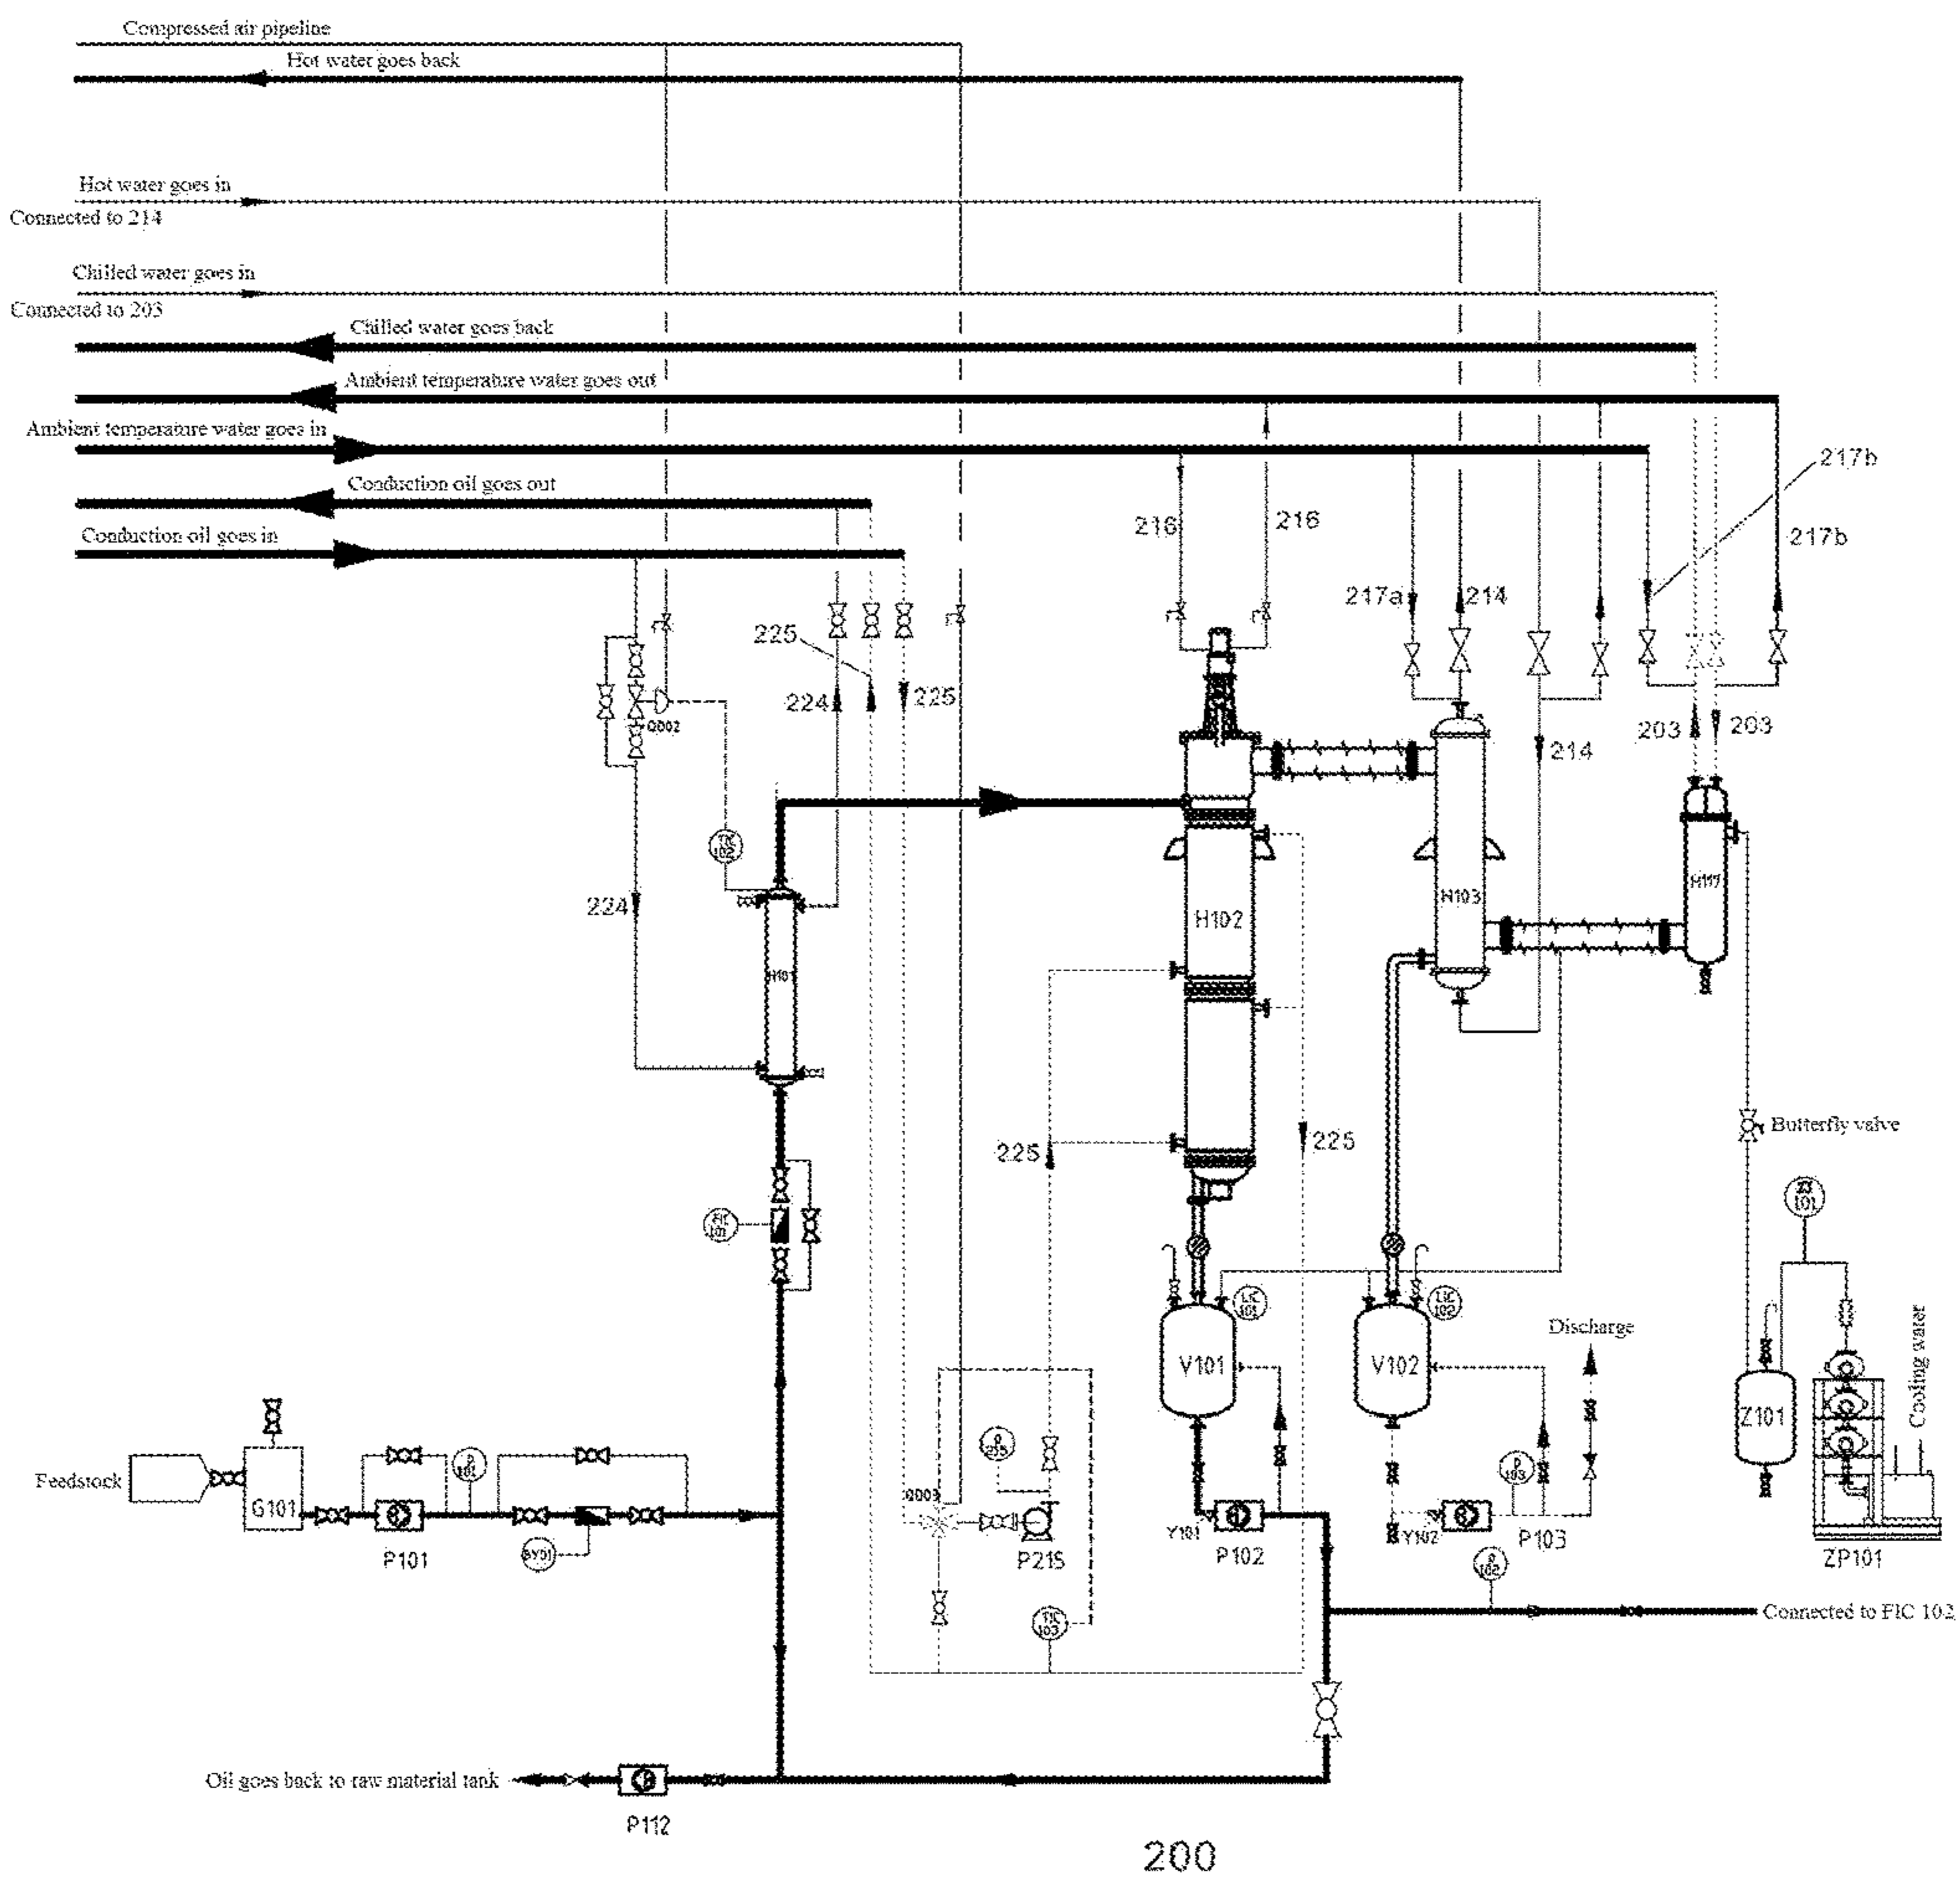 Compressed air pipeline
Hot water goes back
Hot water goes in
Connected to 214
Chilled water goes in
Connected to 203
Chilled water goes back
Ambient temperature water goes out
Ambient temperature water goes in
217b
Conduction oil goes out
216
216
217b
Conduction oil goes in
217a
214
225
224
225
Q002
203
203
214
TIC
102
H117
224
H102
H103
H101
Butterfly valve
225
225
101
FIC
101
LIC
101
LIC
102
Discharge
V101
V102
Z101
Cooling water
P
101
Feedstock
G101
P
103
Y101
Y102
P101
P215
P102
P103
ZP101
P
102
TIC
103
Connected to FIC 102
Oil goes back to raw material tank
P112
200